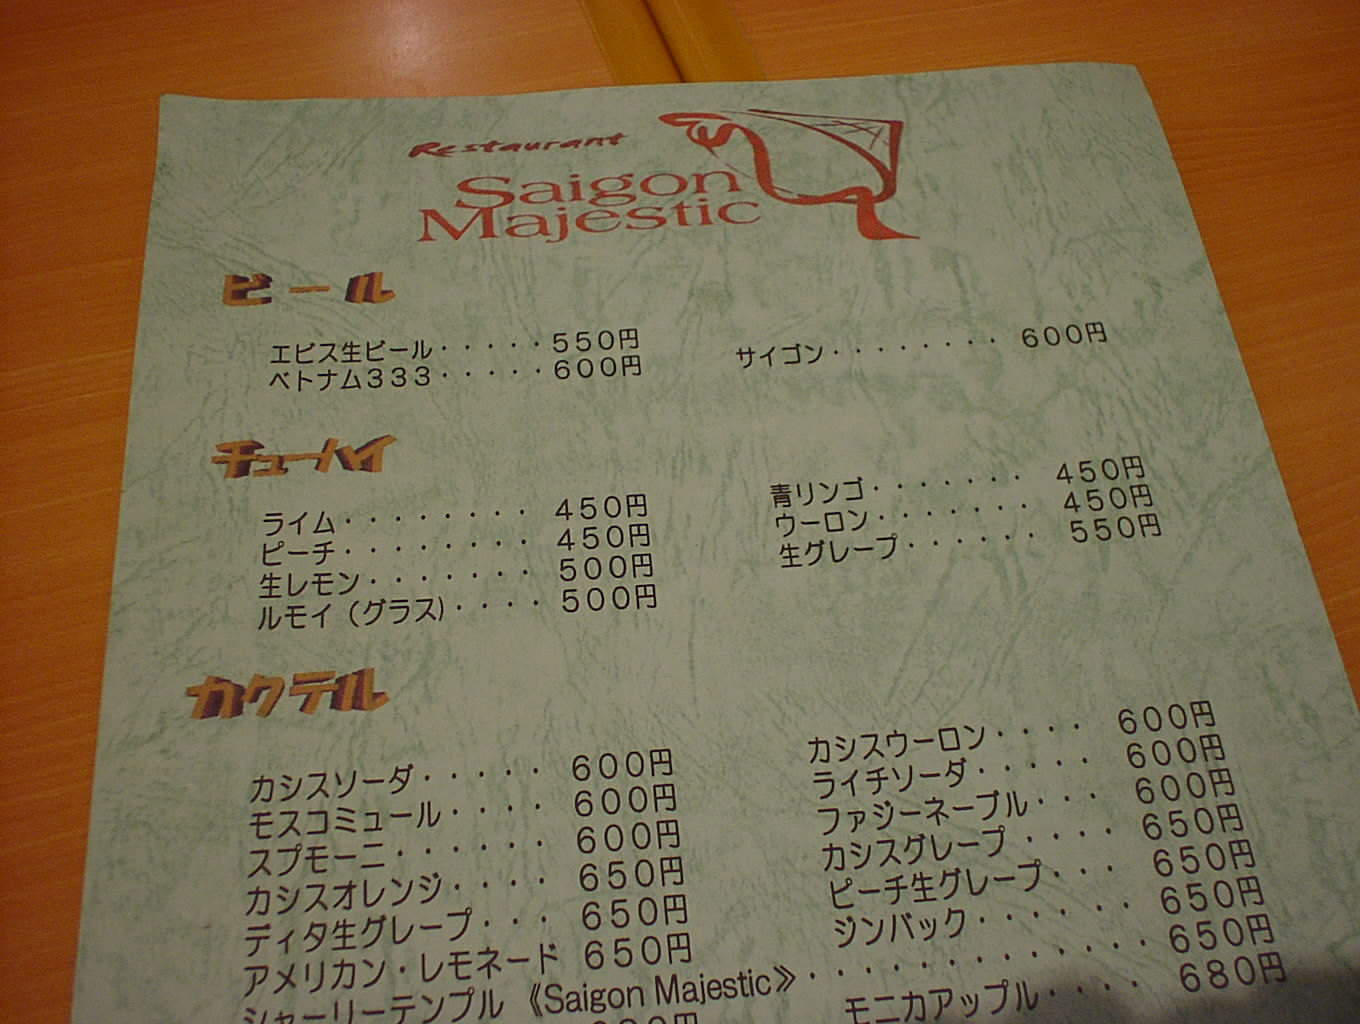 Restaurant
Saigon
Majestic
ビール
エビス生ビール・・・・・550円
ベトナム333・・・・・600円
サイゴン・・・・・・・・600円
チューハイ
ライム・・・・・・・・450円
ピーチ・・・・・・・・450円
生レモン・・・・・・・500円
ルモイ（グラス）・・・・500円
青リンゴ・・・・・・・450円
ウーロン・・・・・・・450円
生グレープ・・・・・・550円
カクテル
カシスソーダ・・・・・600円
モスコミュール・・・・600円
スプモーニ・・・・・・600円
カシスオレンジ・・・・650円
ディタ生グレープ・・・650円
アメリカン・レモネード 650円
カシスウーロン・・・・600円
ライチソーダ・・・・・600円
ファジーネーブル・・・600円
カシスグレープ・・・・650円
ピーチ生グレープ・・・650円
ジンバック・・・・・・650円
シャーリーテンプル《Saigon Majestic》・・・・・・・・・・・650円
モニカアップル・・・・680円